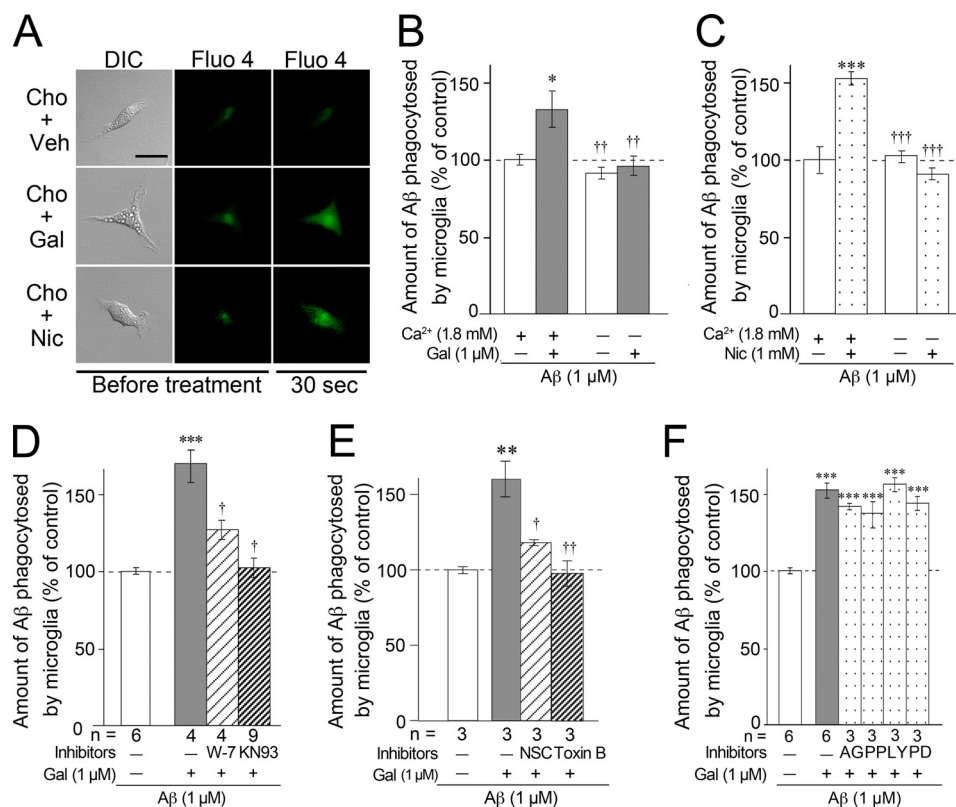 A
DIC Fluo 4 Fluo 4
Cho
+
Veh
Cho
+
Gal
Cho
+
Nic
Before treatment 30 sec
B
Amount of Aβ phagocytosed
by microglia (% of control)
150
100
50
0
*
††
††
Ca²⁺ (1.8 mM) + + — —
Gal (1 µM) — + — +
Aβ (1 µM)
C
Amount of Aβ phagocytosed
by microglia (% of control)
150
100
50
0
***
†††
†††
Ca²⁺ (1.8 mM) + + — —
Nic (1 mM) — + — +
Aβ (1 µM)
D
Amount of Aβ phagocytosed
by microglia (% of control)
150
100
50
0
***
†
†
n = 6 4 4 9
Inhibitors — — W-7 KN93
Gal (1 µM) — + + +
Aβ (1 µM)
E
Amount of Aβ phagocytosed
by microglia (% of control)
150
100
50
0
**
†
††
n = 3 3 3 3
Inhibitors — — NSC Toxin B
Gal (1 µM) — + + +
Aβ (1 µM)
F
Amount of Aβ phagocytosed
by microglia (% of control)
150
100
50
0
***
***
***
***
***
n = 6 6 3 3 3 3
Inhibitors — — AG PP LY PD
Gal (1 µM) — + + + + +
Aβ (1 µM)